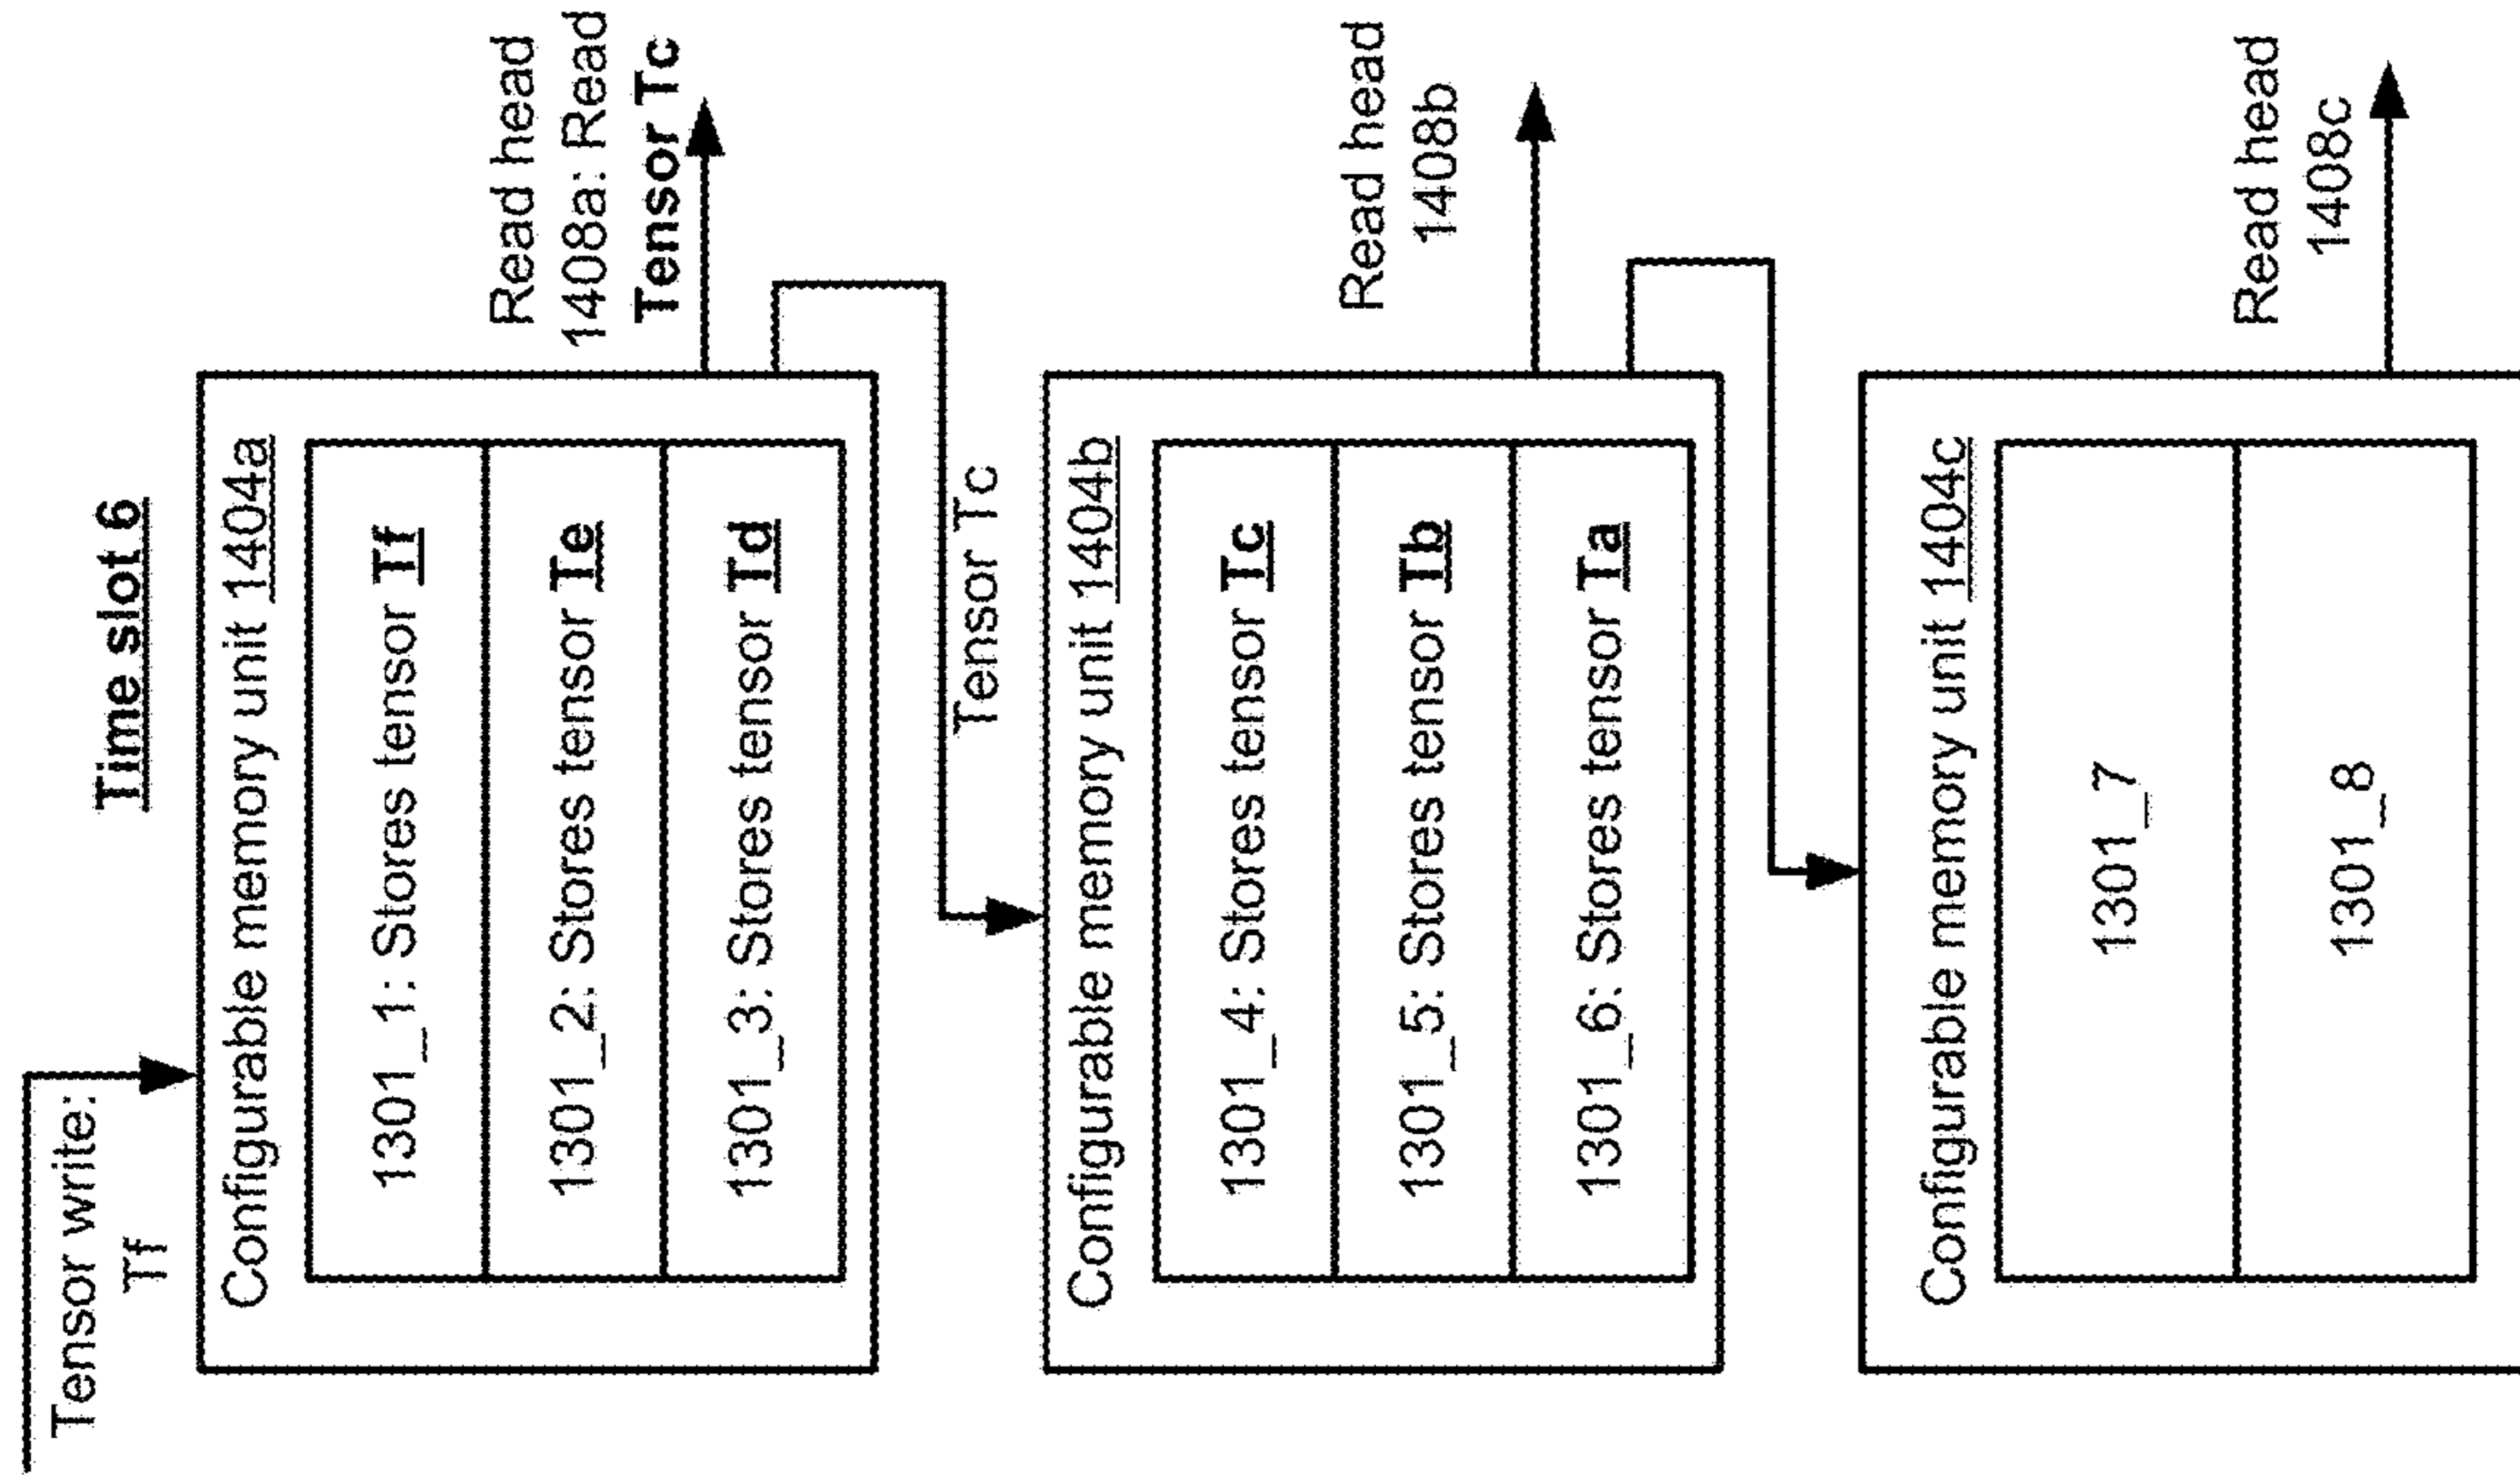 Time slot 6
Tensor write:
Tf
Configurable memory unit 1404a
1301_1: Stores tensor Tf
1301_2: Stores tensor Te
1301_3: Stores tensor Td
Read head
1408a: Read
Tensor Tc
Tensor Tc
Configurable memory unit 1404b
1301_4: Stores tensor Tc
1301_5: Stores tensor Tb
1301_6: Stores tensor Ta
Read head
1408b
Configurable memory unit 1404c
1301_7
1301_8
Read head
1408c